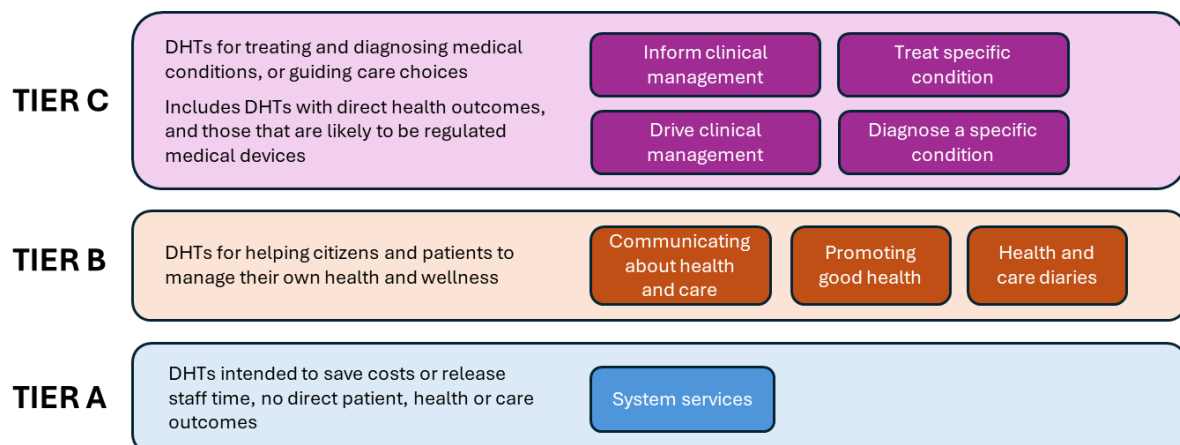 TIER C
DHTs for treating and diagnosing medical
conditions, or guiding care choices
Includes DHTs with direct health outcomes,
and those that are likely to be regulated
medical devices
Inform clinical
management
Treat specific
condition
Drive clinical
management
Diagnose a specific
condition
TIER B
DHTs for helping citizens and patients to
manage their own health and wellness
Communicating
about health
and care
Promoting
good health
Health and
care diaries
TIER A
DHTs intended to save costs or release
staff time, no direct patient, health or care
outcomes
System services